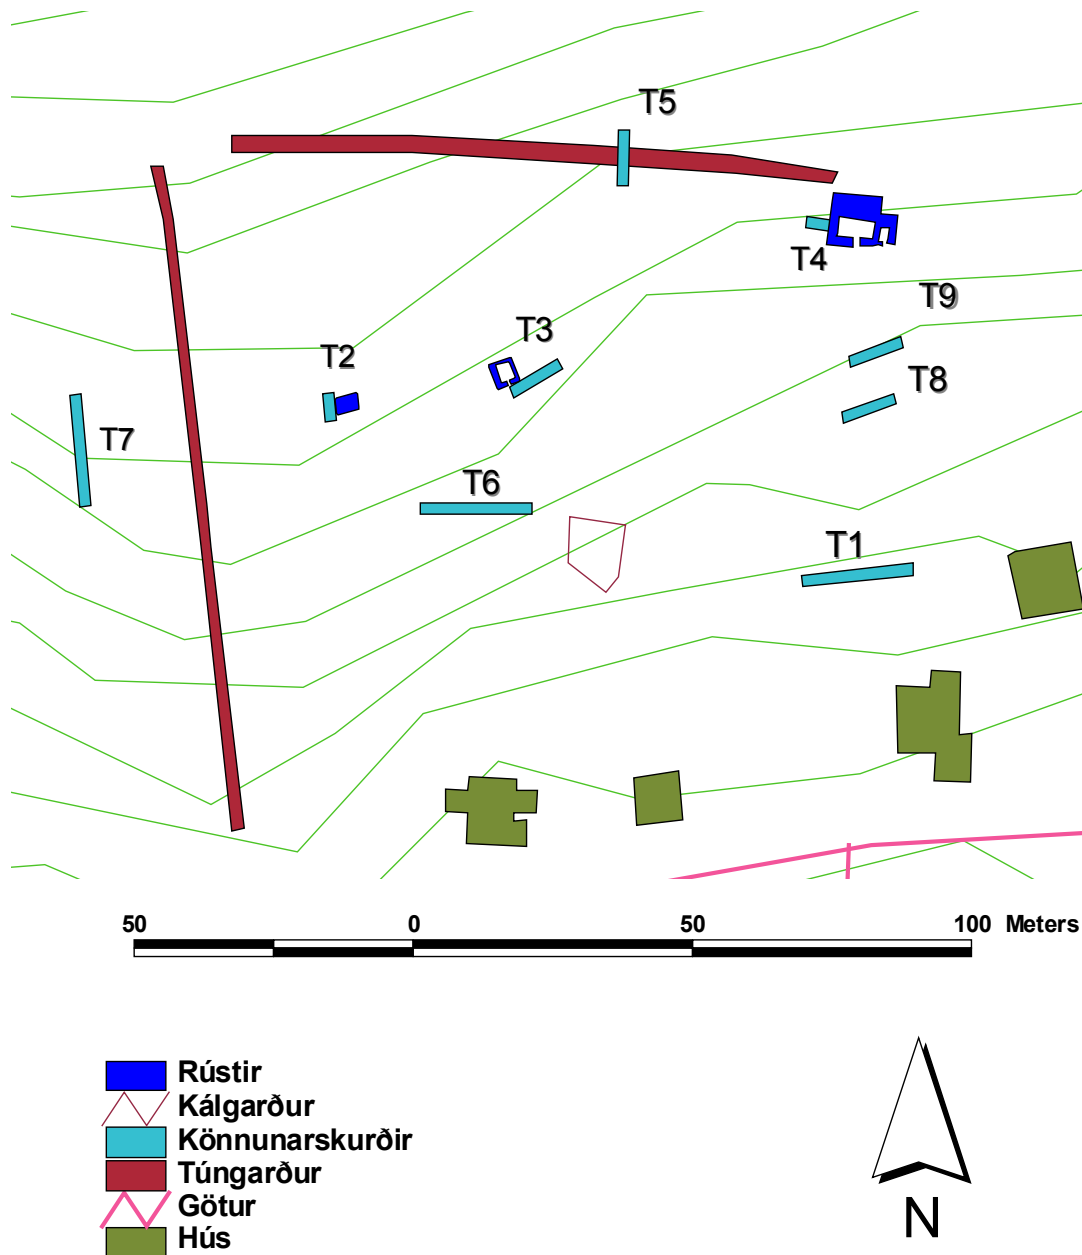 T5
T4
T9
T3
T2
T8
T7
T6
T1
50 0 50 100 Meters
Rústir
Kálgarður
Könnunarskurðir
Túngarður
Götur
Hús
N